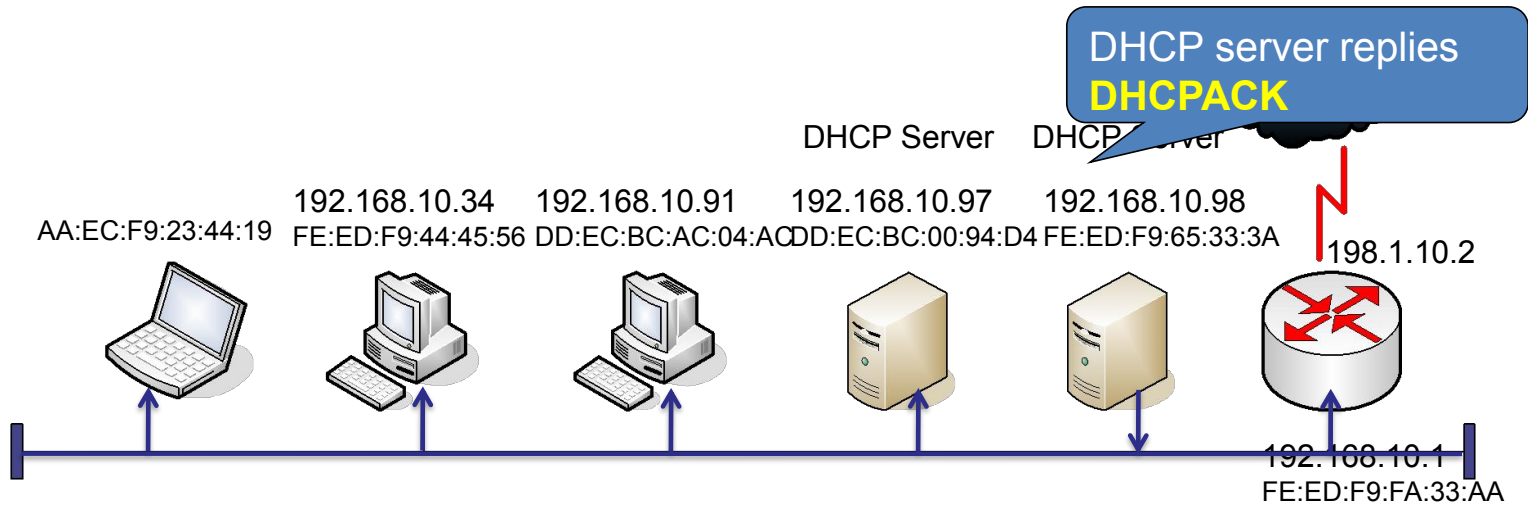 DHCP server replies
DHCPACK
DHCP Server
DHCP
192.168.10.34
192.168.10.91
192.168.10.97
192.168.10.98
AA:EC:F9:23:44:19
FE:ED:F9:44:45:56
DD:EC:BC:AC:04:AC
DD:EC:BC:00:94:D4
FE:ED:F9:65:33:3A
198.1.10.2
192.168.10.1
FE:ED:F9:FA:33:AA